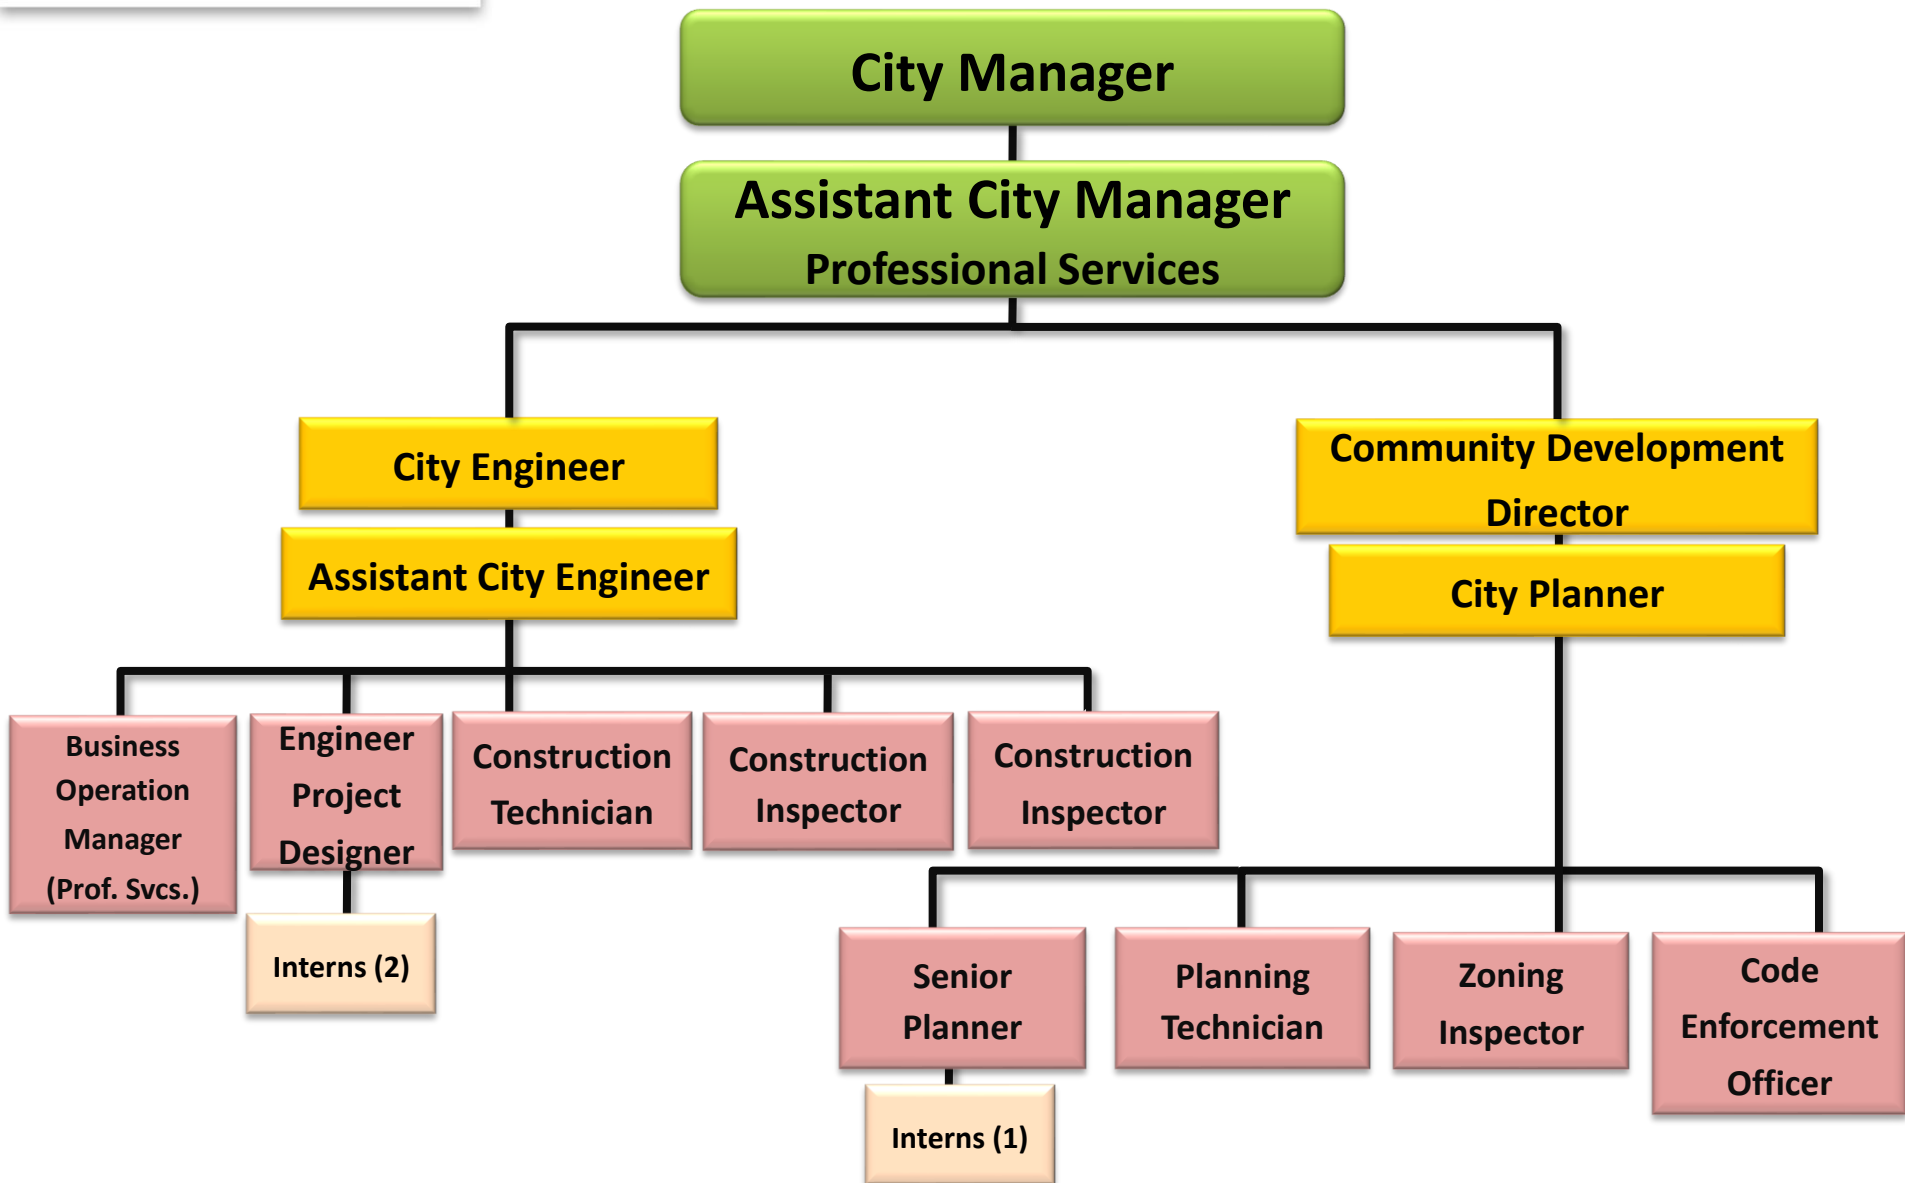 City Manager
Assistant City Manager
Professional Services
City Engineer
Assistant City Engineer
Community Development
Director
City Planner
Business
Operation
Manager
(Prof. Svcs.)
Engineer
Project
Designer
Construction
Technician
Construction
Inspector
Construction
Inspector
Interns (2)
Senior
Planner
Planning
Technician
Zoning
Inspector
Code
Enforcement
Officer
Interns (1)